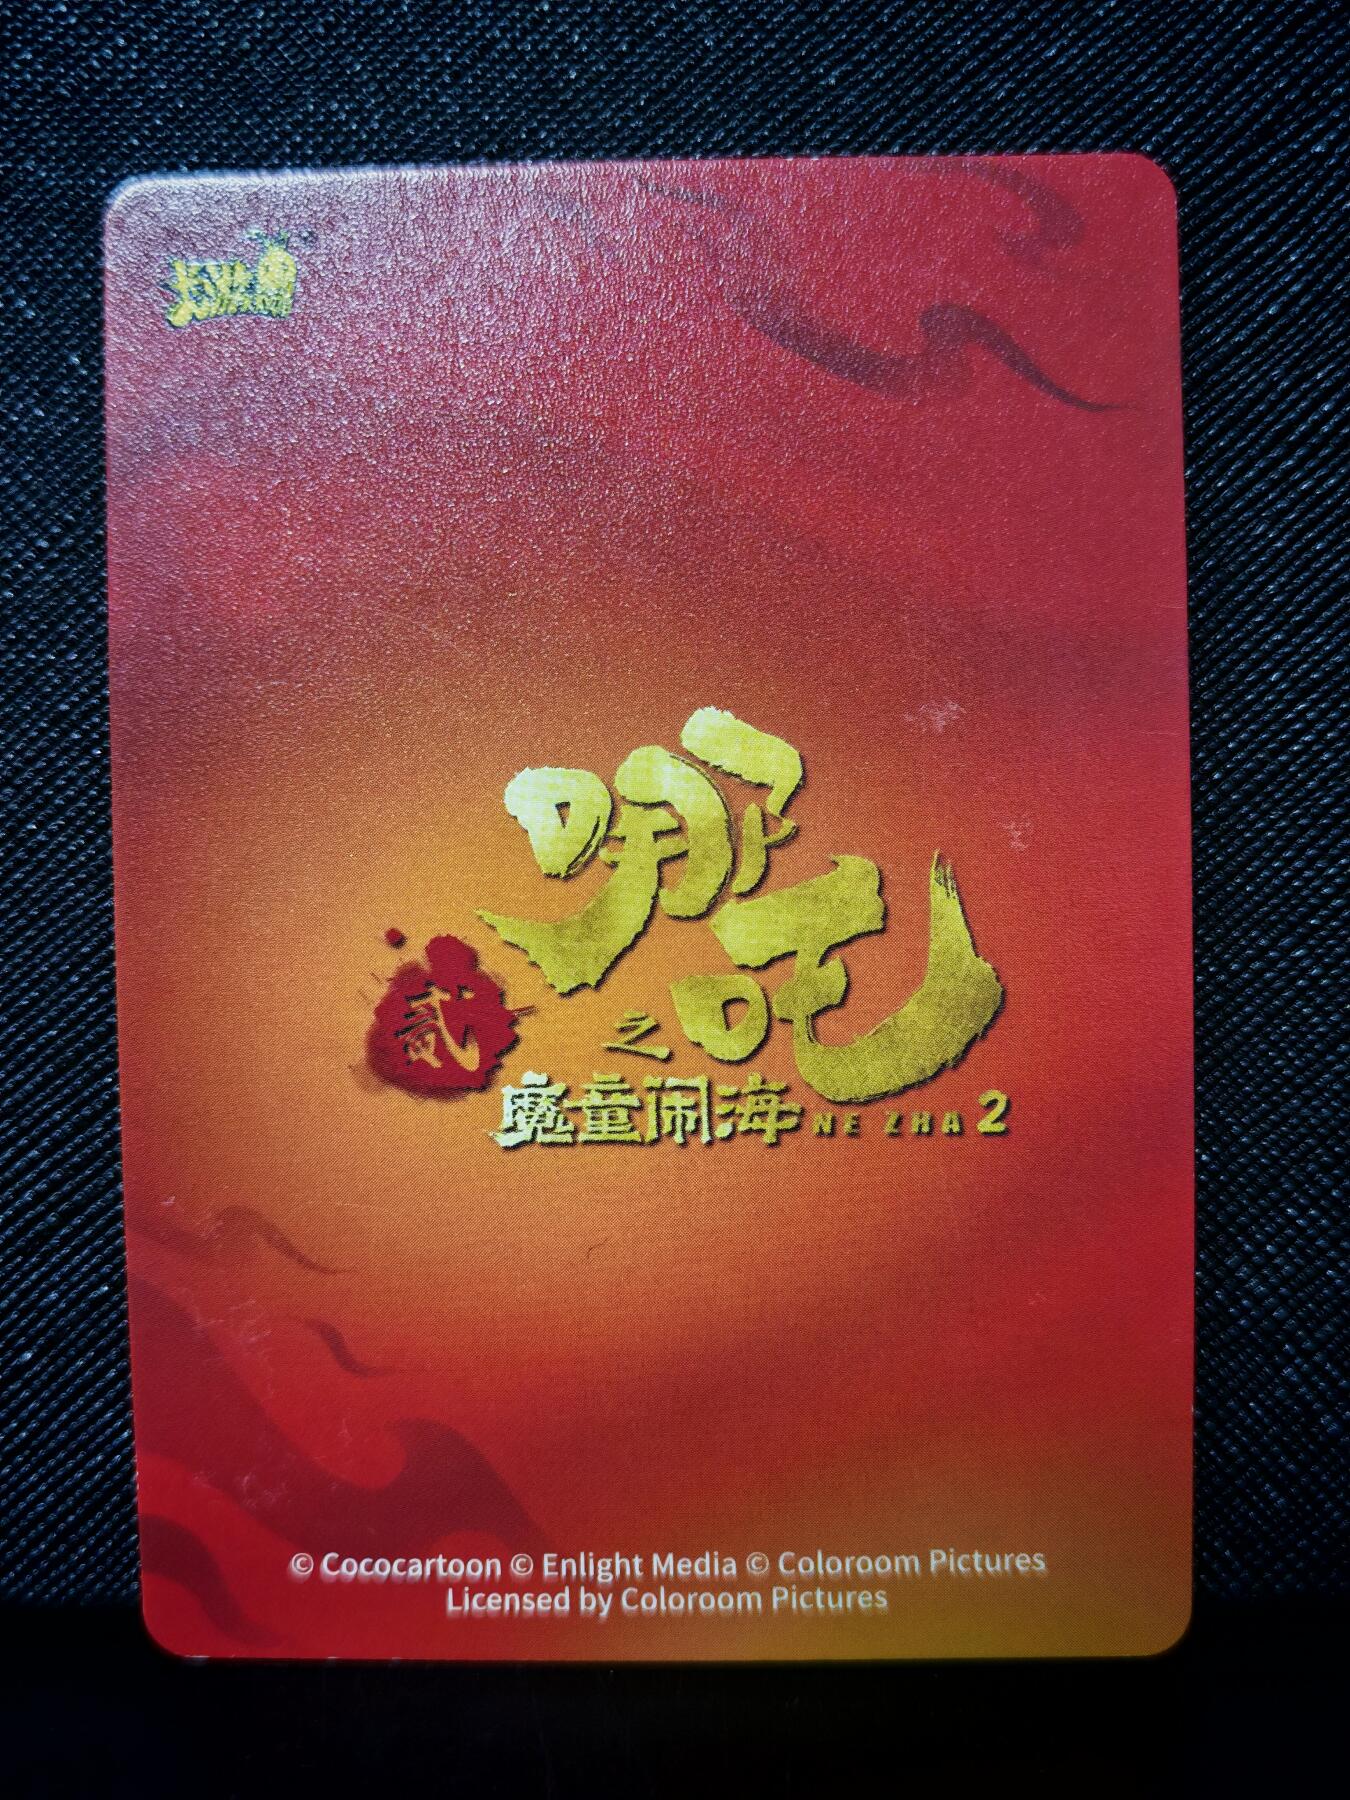 哪吒
贰
之
魔童闹海 NE ZHA 2
© Cococartoon © Enlight Media © Coloroom Pictures
Licensed by Coloroom Pictures